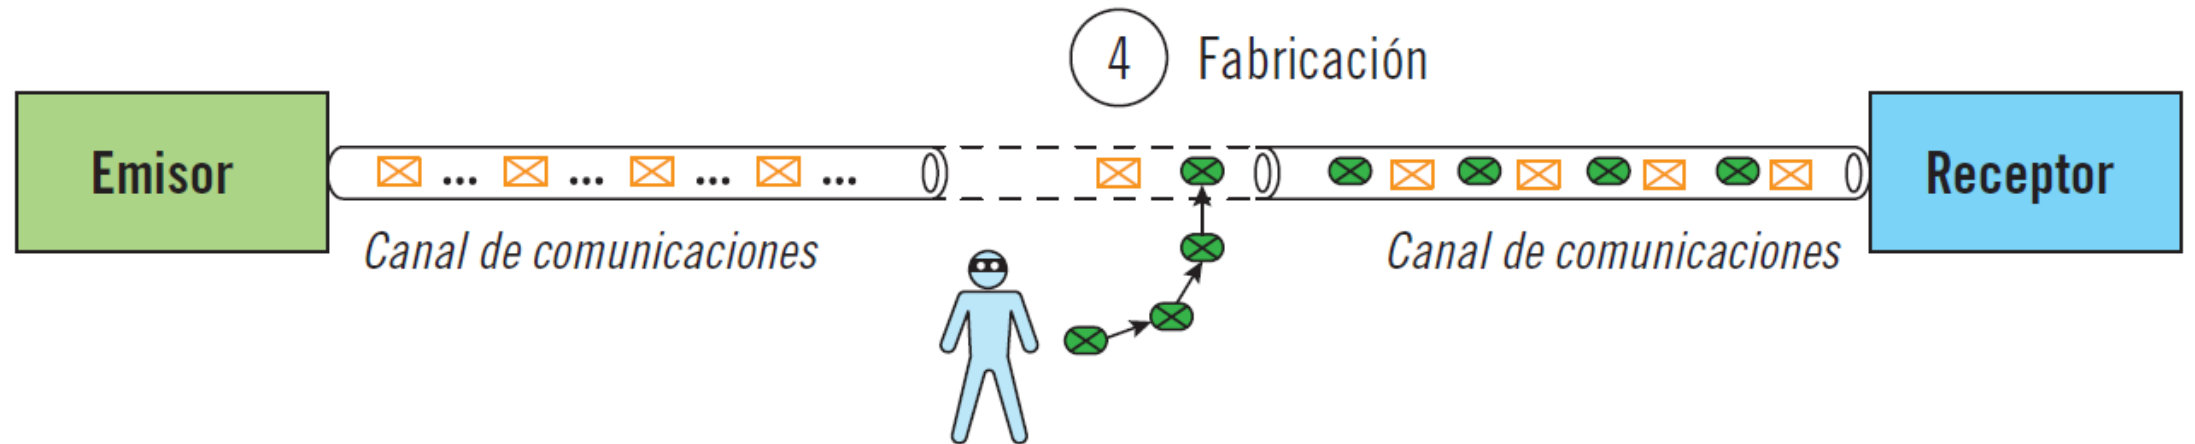 4 Fabricación
Emisor
... ... ... ...
Receptor
Canal de comunicaciones
Canal de comunicaciones